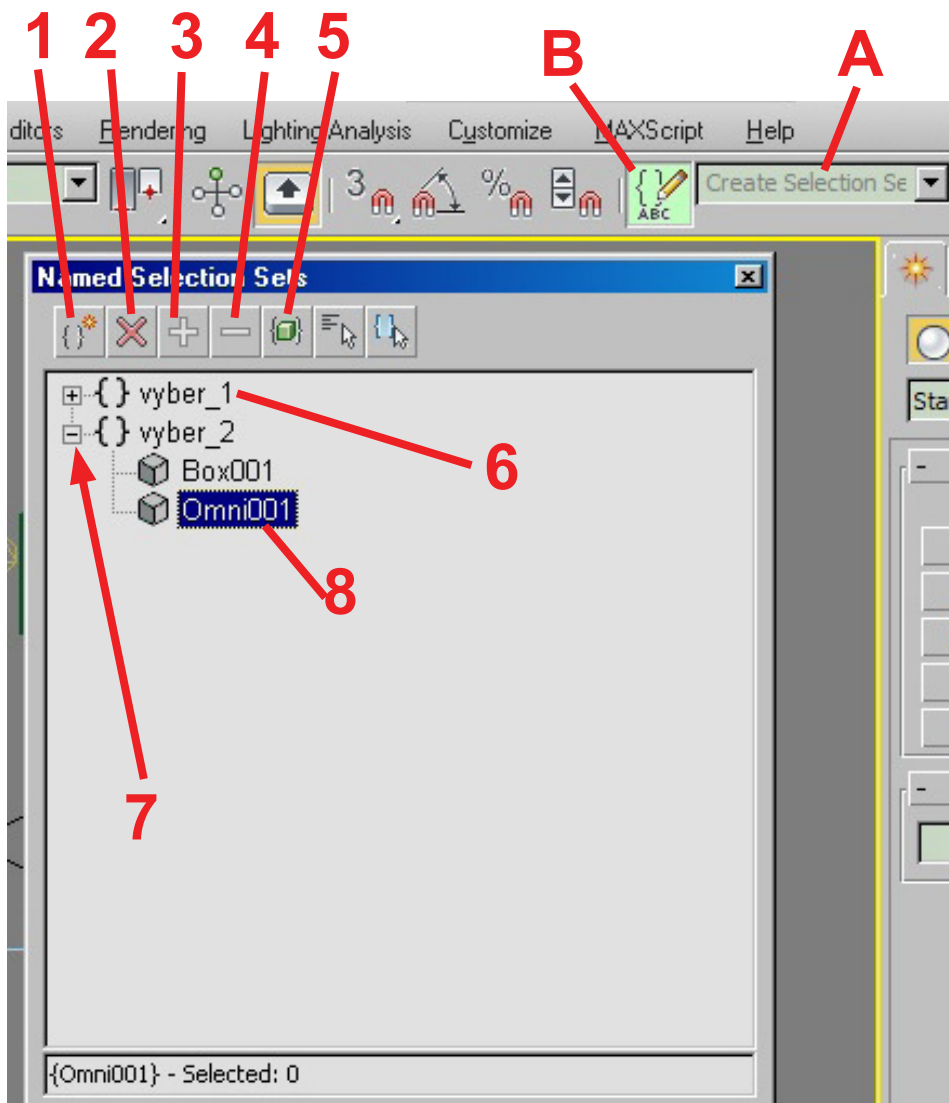 1 2 3 4 5 B A
ditors Rendering Lighting Analysis Customize MAXScript Help
3 % { } ABC Create Selection Se
Named Selection Sets
{ }
{ } vyber_1
{ } vyber_2
6
Box001
Omni001
Sta
8
7
{Omni001} - Selected: 0